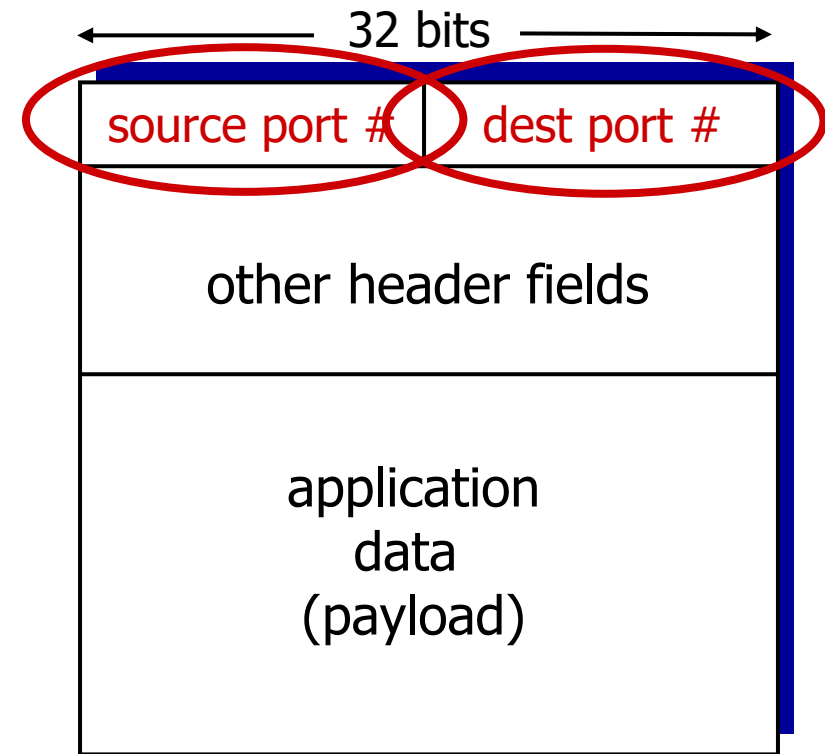 32 bits
source port # dest port #
other header fields
application
data
(payload)